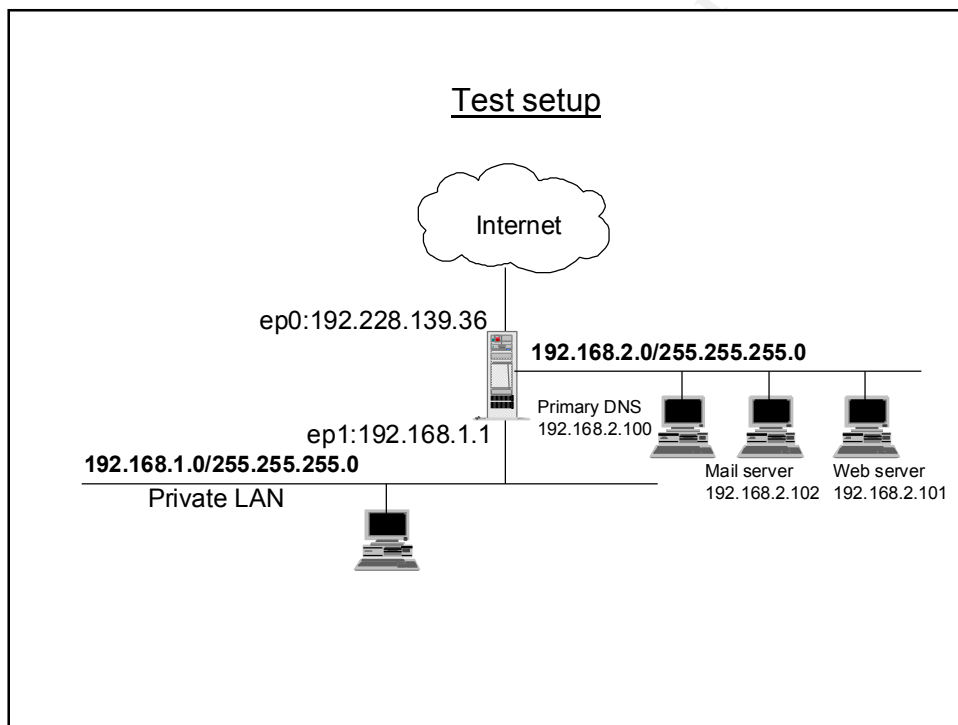 Test setup
Internet
ep0:192.228.139.36
192.168.2.0/255.255.255.0
Primary DNS
192.168.2.100
ep1:192.168.1.1
192.168.1.0/255.255.255.0
Private LAN
Mail server
192.168.2.102
Web server
192.168.2.101